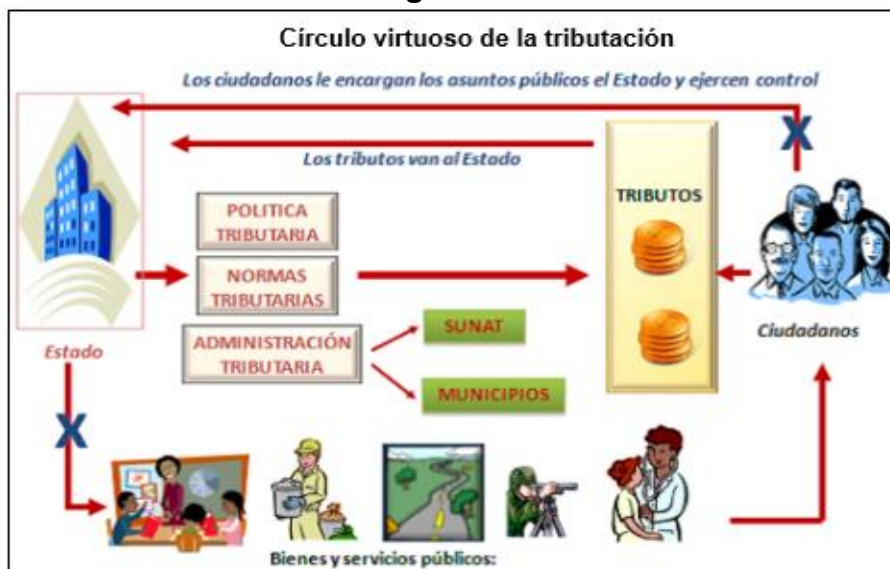 Círculo virtuoso de la tributación
Los ciudadanos le encargan los asuntos públicos el Estado y ejercen control
Los tributos van al Estado
X
POLITICA
TRIBUTARIA
NORMAS
TRIBUTARIAS
ADMINISTRACIÓN
TRIBUTARIA
SUNAT
MUNICIPIOS
TRIBUTOS
Ciudadanos
Estado
X
Bienes y servicios públicos: